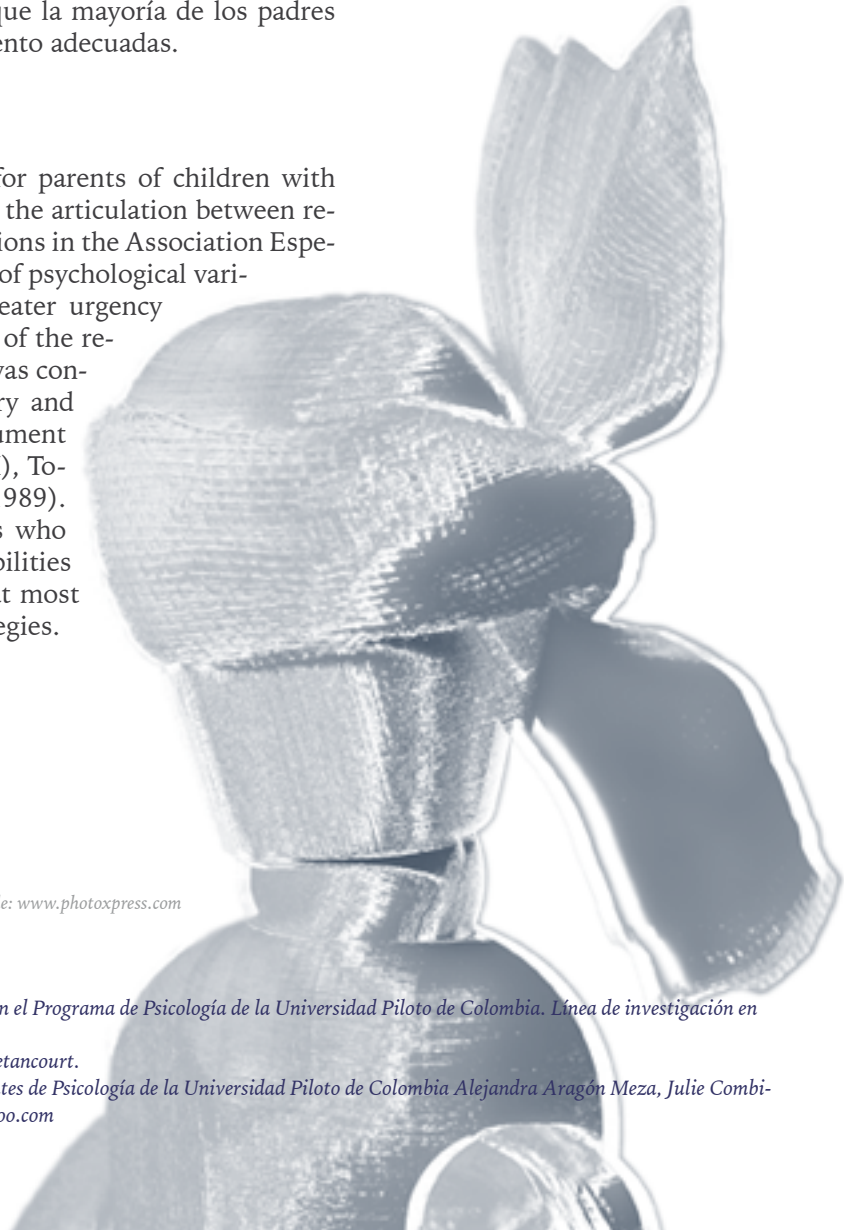 que la mayoría de los padres
ento adecuadas.
for parents of children with
the articulation between re-
ions in the Association Espe-
of psychological vari-
eater urgency
of the re-
was con-
ry and
ument
), To-
989).
s who
bilities
at most
egies.
e: www.photoxpress.com
n el Programa de Psicología de la Universidad Piloto de Colombia. Línea de investigación en
etancourt.
tes de Psicología de la Universidad Piloto de Colombia Alejandra Aragón Meza, Julie Combi-
oo.com